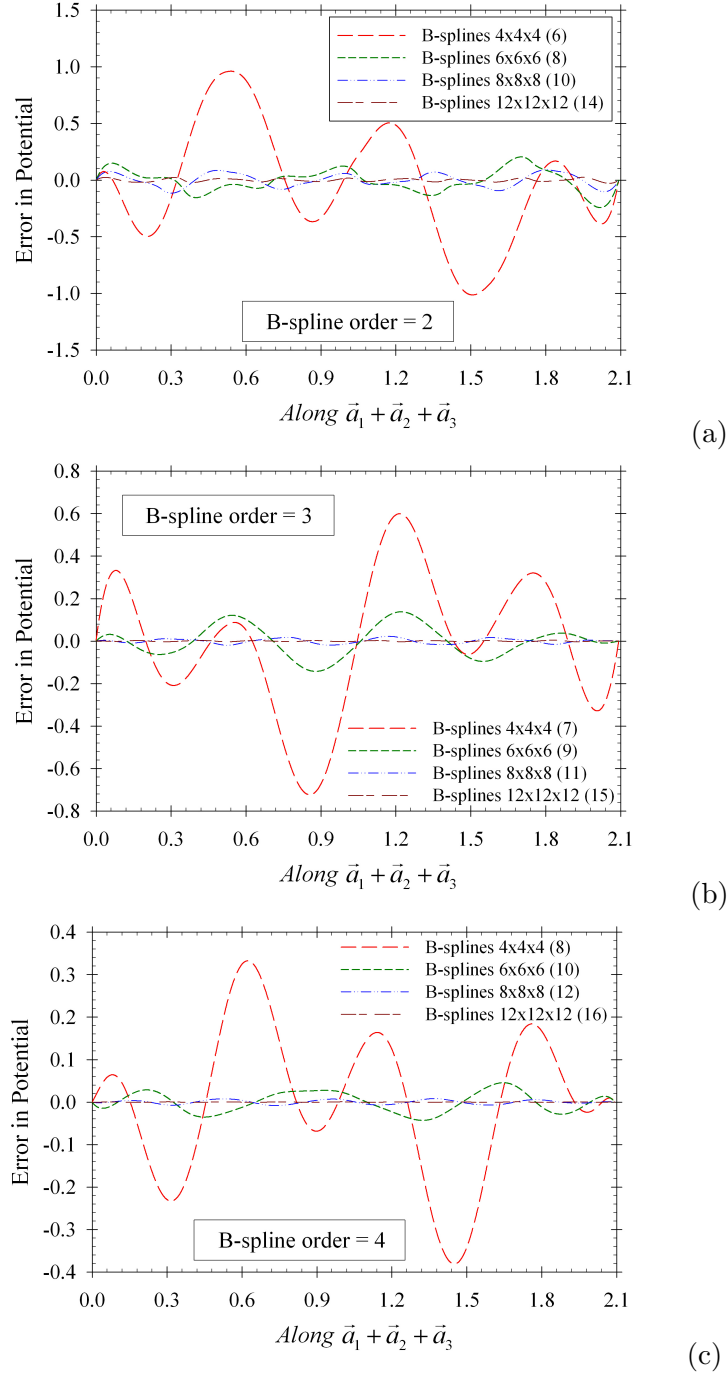 B-splines 4x4x4 (6)
B-splines 6x6x6 (8)
B-splines 8x8x8 (10)
B-splines 12x12x12 (14)
1.5
1.0
0.5
0.0
-0.5
-1.0
-1.5
Error in Potential
B-spline order = 2
0.0 0.3 0.6 0.9 1.2 1.5 1.8 2.1
Along a⃗₁ + a⃗₂ + a⃗₃
(a)
B-spline order = 3
0.8
0.6
0.4
0.2
0.0
-0.2
-0.4
-0.6
-0.8
Error in Potential
B-splines 4x4x4 (7)
B-splines 6x6x6 (9)
B-splines 8x8x8 (11)
B-splines 12x12x12 (15)
0.0 0.3 0.6 0.9 1.2 1.5 1.8 2.1
Along a⃗₁ + a⃗₂ + a⃗₃
(b)
B-splines 4x4x4 (8)
B-splines 6x6x6 (10)
B-splines 8x8x8 (12)
B-splines 12x12x12 (16)
0.4
0.3
0.2
0.1
0.0
-0.1
-0.2
-0.3
-0.4
Error in Potential
B-spline order = 4
0.0 0.3 0.6 0.9 1.2 1.5 1.8 2.1
Along a⃗₁ + a⃗₂ + a⃗₃
(c)